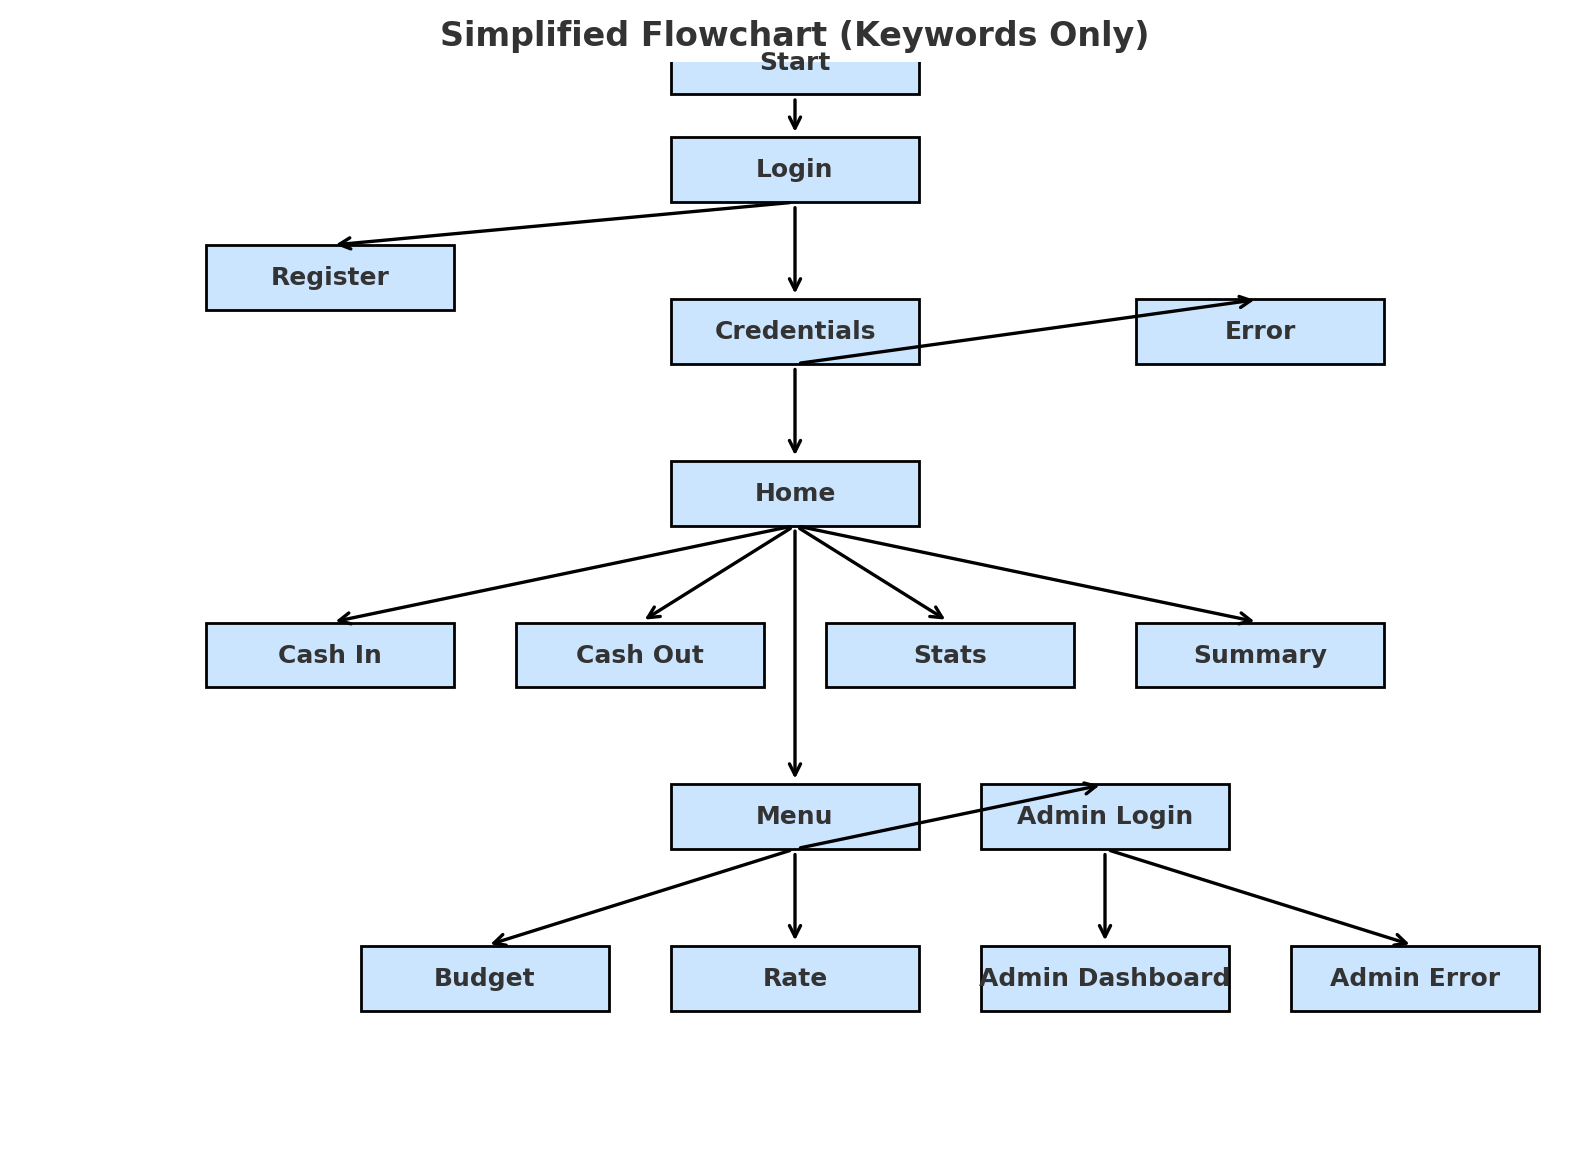 Simplified Flowchart (Keywords Only)
Start
Login
Register
Credentials
Error
Home
Cash In
Cash Out
Stats
Summary
Menu
Admin Login
Budget
Rate
Admin Dashboard
Admin Error